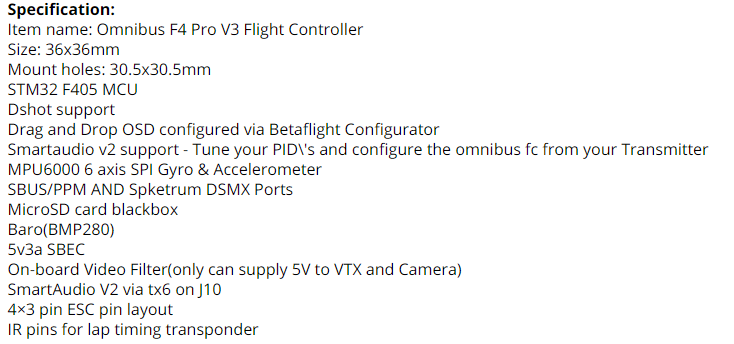 Specification:
Item name: Omnibus F4 Pro V3 Flight Controller
Size: 36x36mm
Mount holes: 30.5x30.5mm
STM32 F405 MCU
Dshot support
Drag and Drop OSD configured via Betaflight Configurator
Smartaudio v2 support - Tune your PID\'s and configure the omnibus fc from your Transmitter
MPU6000 6 axis SPI Gyro & Accelerometer
SBUS/PPM AND Spketrum DSMX Ports
MicroSD card blackbox
Baro(BMP280)
5v3a SBEC
On-board Video Filter(only can supply 5V to VTX and Camera)
SmartAudio V2 via tx6 on J10
4×3 pin ESC pin layout
IR pins for lap timing transponder